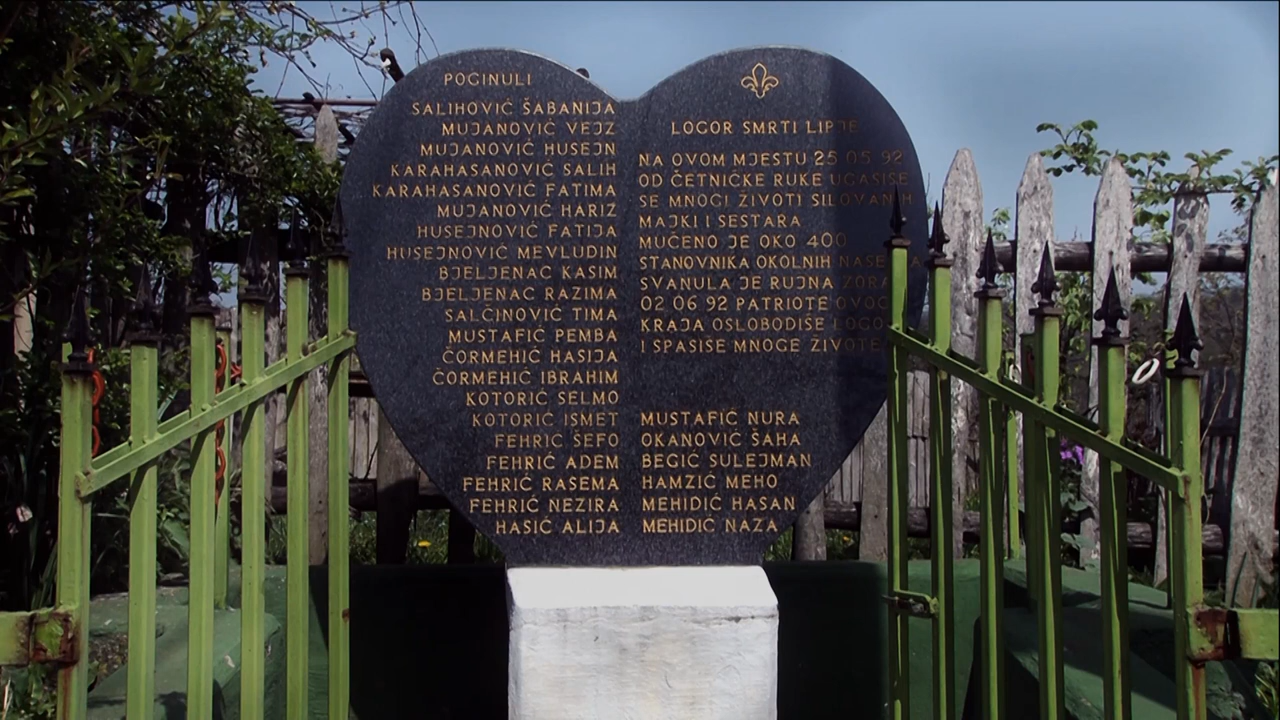 POGINULI
SALIHOVIĆ ŠABANIJA
MUJANOVIĆ VEJZ
MUJANOVIĆ HUSEJN
KARAHASANOVIĆ SALIH
KARAHASANOVIĆ FATIMA
MUJANOVIĆ HARIZ
HUSEJNOVIĆ FATIJA
HUSEJNOVIĆ MEVLUDIN
BJELJENAC KASIM
BJELJENAC RAZIMA
SALČINOVIĆ TIMA
MUSTAFIĆ PEMBA
ČORMEHIĆ HASIJA
ČORMEHIĆ IBRAHIM
KOTORIĆ SELMO
KOTORIĆ ISMET
FEHRIĆ ŠEFO
FEHRIĆ ADEM
FEHRIĆ RASEMA
FEHRIĆ NEZIRA
HASIĆ ALIJA
LOGOR SMRTI LIPJE
NA OVOM MJESTU 25 05 92
OD ČETNIČKE RUKE UGASIŠE
SE MNOGI ŽIVOTI SILOVANIH
MAJKI I SESTARA
MUČENO JE OKO 400
STANOVNIKA OKOLNIH NASELJA
SVANULA JE RUJNA ZORA
02 06 92 PATRIOTE OVOG
KRAJA OSLOBODIŠE LOGOR
I SPASIŠE MNOGE ŽIVOTE
MUSTAFIĆ NURA
OKANOVIĆ ŠAHA
BEGIĆ SULEJMAN
HAMZIĆ MEHO
MEHIDIĆ HASAN
MEHIDIĆ NAZA